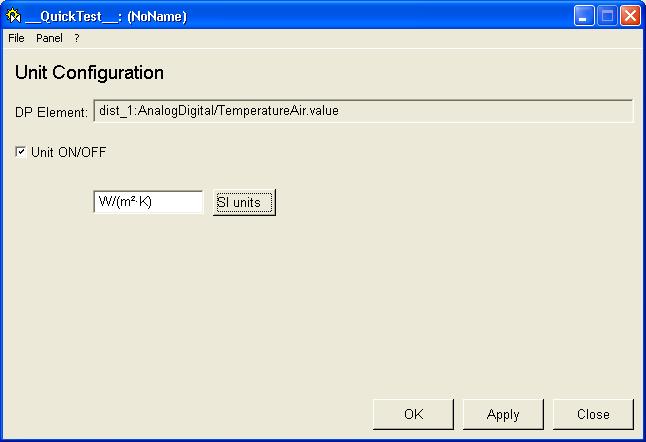 __QuickTest__: (NoName)
File Panel ?
Unit Configuration
DP Element: dist_1:AnalogDigital/TemperatureAir.value
Unit ON/OFF
W/(m²·K) SI units
OK Apply Close